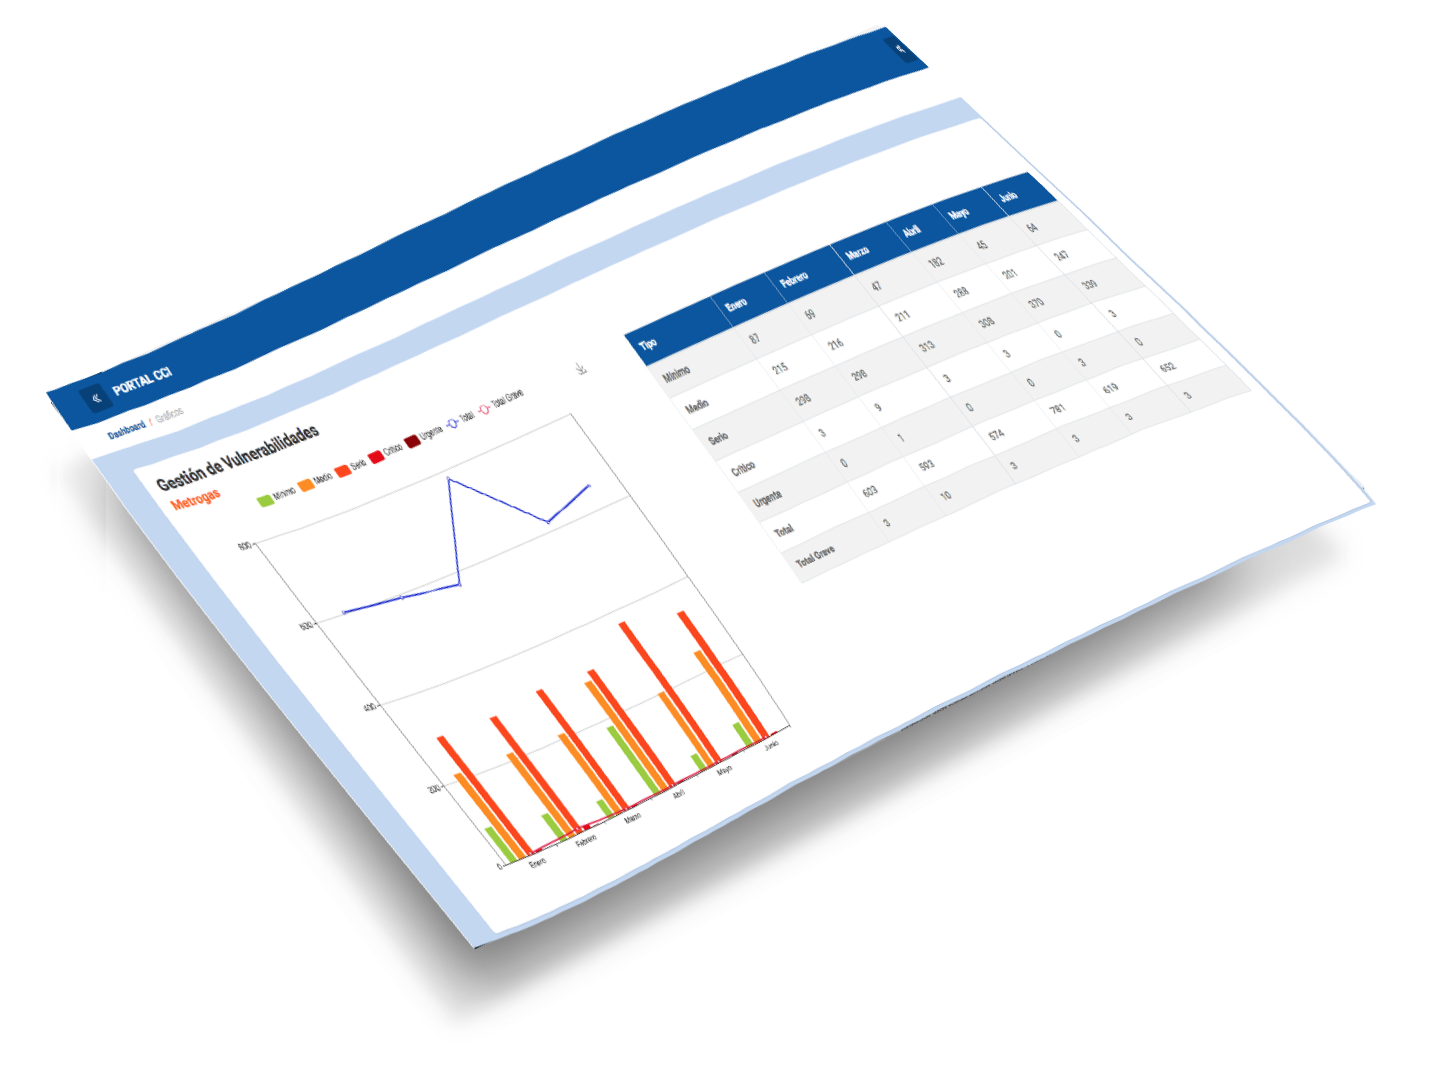 « PORTAL CCI «
Dashboard / Gráficos
Gestión de Vulnerabilidades
Metrogas
Mínimo Medio Serio Crítico Urgente Total Total Grave
800
600
400
200
0
Enero Febrero Marzo Abril Mayo Junio
Tipo Enero Febrero Marzo Abril Mayo Junio
Mínimo 87 69 47 182 45 64
Medio 215 216 211 288 201 247
Serio 298 298 313 308 370 339
Crítico 3 9 3 3 0 3
Urgente 0 1 0 0 3 0
Total 603 593 574 781 619 652
Total Grave 3 10 3 3 3 3